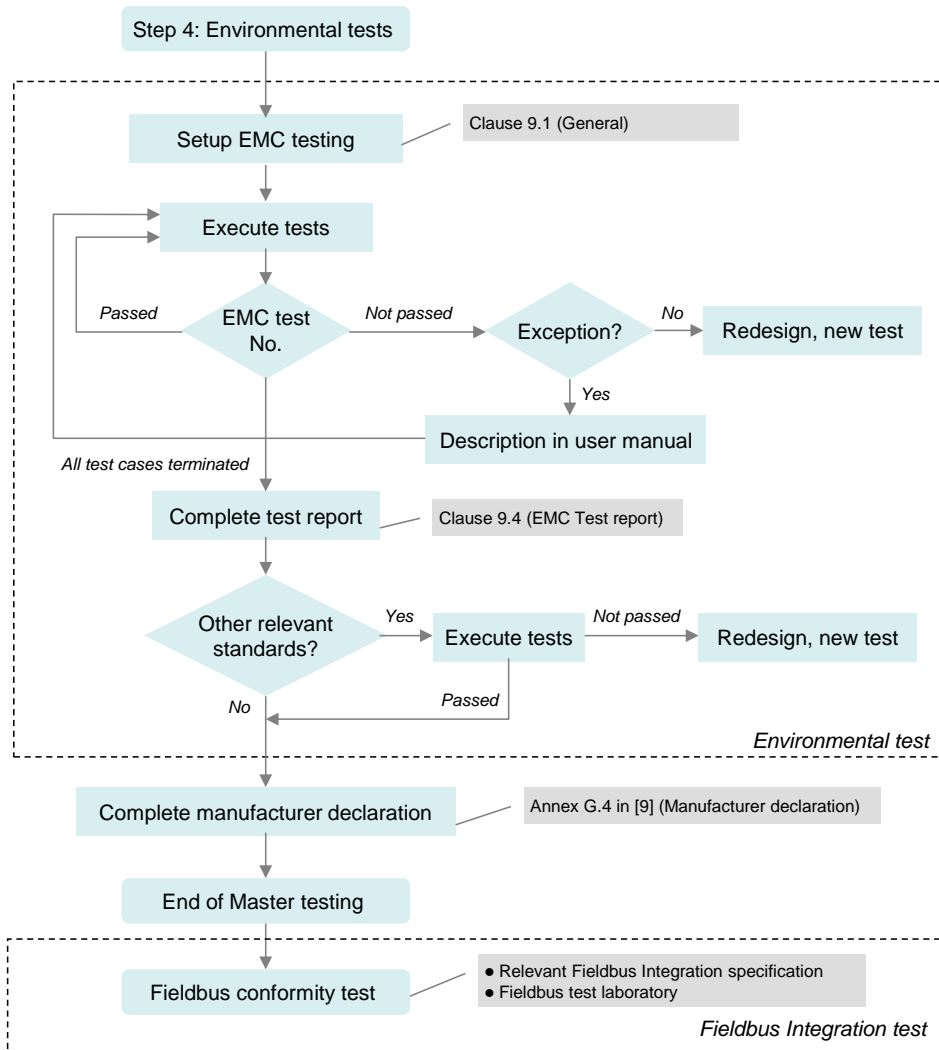 Step 4: Environmental tests
Setup EMC testing
Clause 9.1 (General)
Execute tests
Passed
EMC test
No.
Not passed
Exception?
No
Redesign, new test
Yes
Description in user manual
All test cases terminated
Complete test report
Clause 9.4 (EMC Test report)
Other relevant
standards?
Yes
Execute tests
Not passed
Redesign, new test
No
Passed
Environmental test
Complete manufacturer declaration
Annex G.4 in [9] (Manufacturer declaration)
End of Master testing
Fieldbus conformity test
● Relevant Fieldbus Integration specification
● Fieldbus test laboratory
Fieldbus Integration test